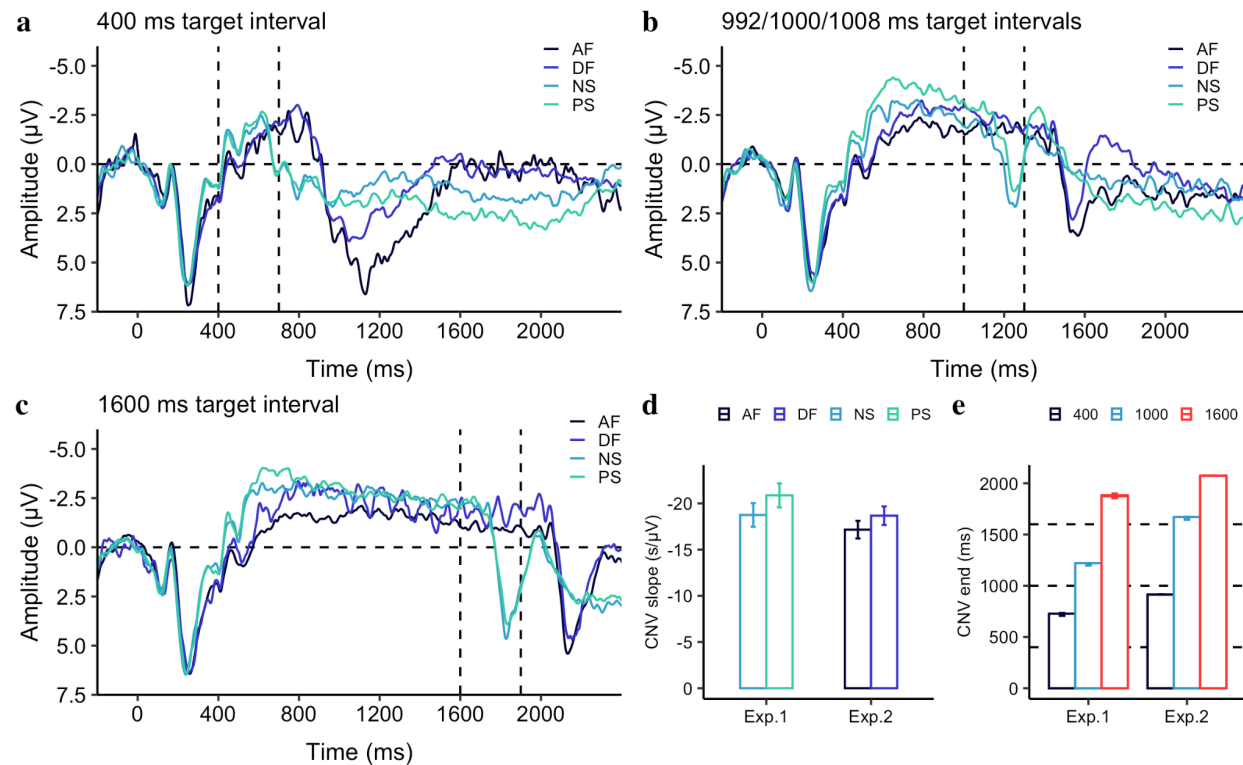 a
400 ms target interval
AF
DF
NS
PS
-5.0
-2.5
0.0
2.5
5.0
7.5
Amplitude (µV)
0 400 800 1200 1600 2000
Time (ms)
b
992/1000/1008 ms target intervals
AF
DF
NS
PS
-5.0
-2.5
0.0
2.5
5.0
7.5
Amplitude (µV)
0 400 800 1200 1600 2000
Time (ms)
c
1600 ms target interval
AF
DF
NS
PS
-5.0
-2.5
0.0
2.5
5.0
7.5
Amplitude (µV)
0 400 800 1200 1600 2000
Time (ms)
d
AF DF NS PS
-20
-15
-10
-5
0
CNV slope (s/µV)
Exp.1 Exp.2
e
400 1000 1600
2000
1500
1000
500
0
CNV end (ms)
Exp.1 Exp.2